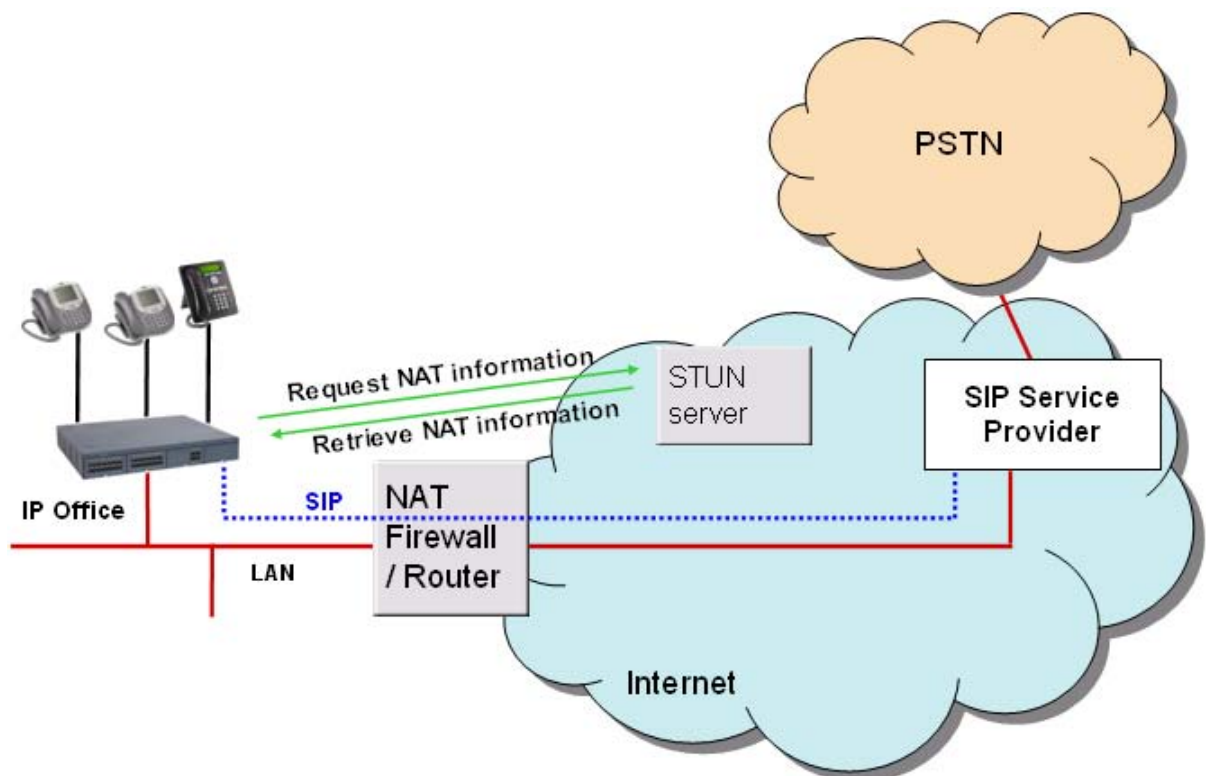 PSTN
Request NAT information
Retrieve NAT information
STUN
server
SIP Service
Provider
IP Office
SIP
NAT
Firewall
/ Router
LAN
Internet